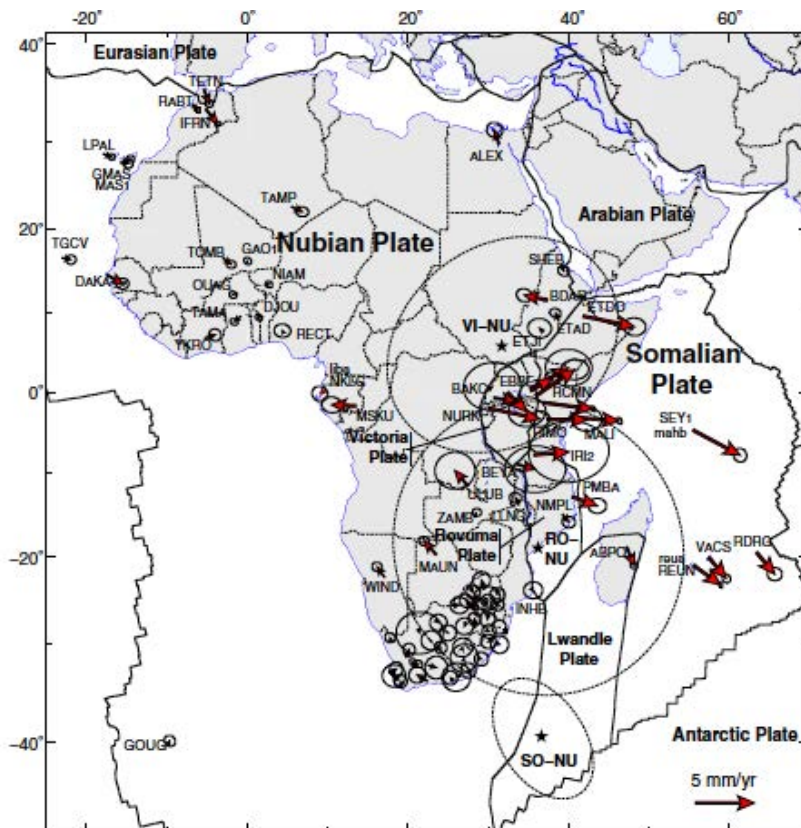 -20° 0° 20° 40° 60°
40°
Eurasian Plate
TETN
RABT
IFRN
LPAL
GMAS
MAS1
ALEX
TAMP
20°
Nubian Plate
Arabian Plate
TGCV
TOMB
GAO1
SHEB
DAKA
OUAG
NIAM
BDAR
ETDD
TAMA
DJOU
VI–NU
ETAD
YKRO
RECT
ETJI
Somalian
Plate
0°
NKLG
BAKC
EBBE
RCMN
MSKU
NURK
MALI
SEY1
mahb
Victoria
Plate
IRI2
ULUB
NMPL
PMBA
ZAMB
Rovuma
Plate
RO–
NU
−20°
MAUN
ABPO
VACS
RDRG
REUN
WIND
INHB
Lwandle
Plate
−40°
GOUG
SO–NU
Antarctic Plate
5 mm/yr